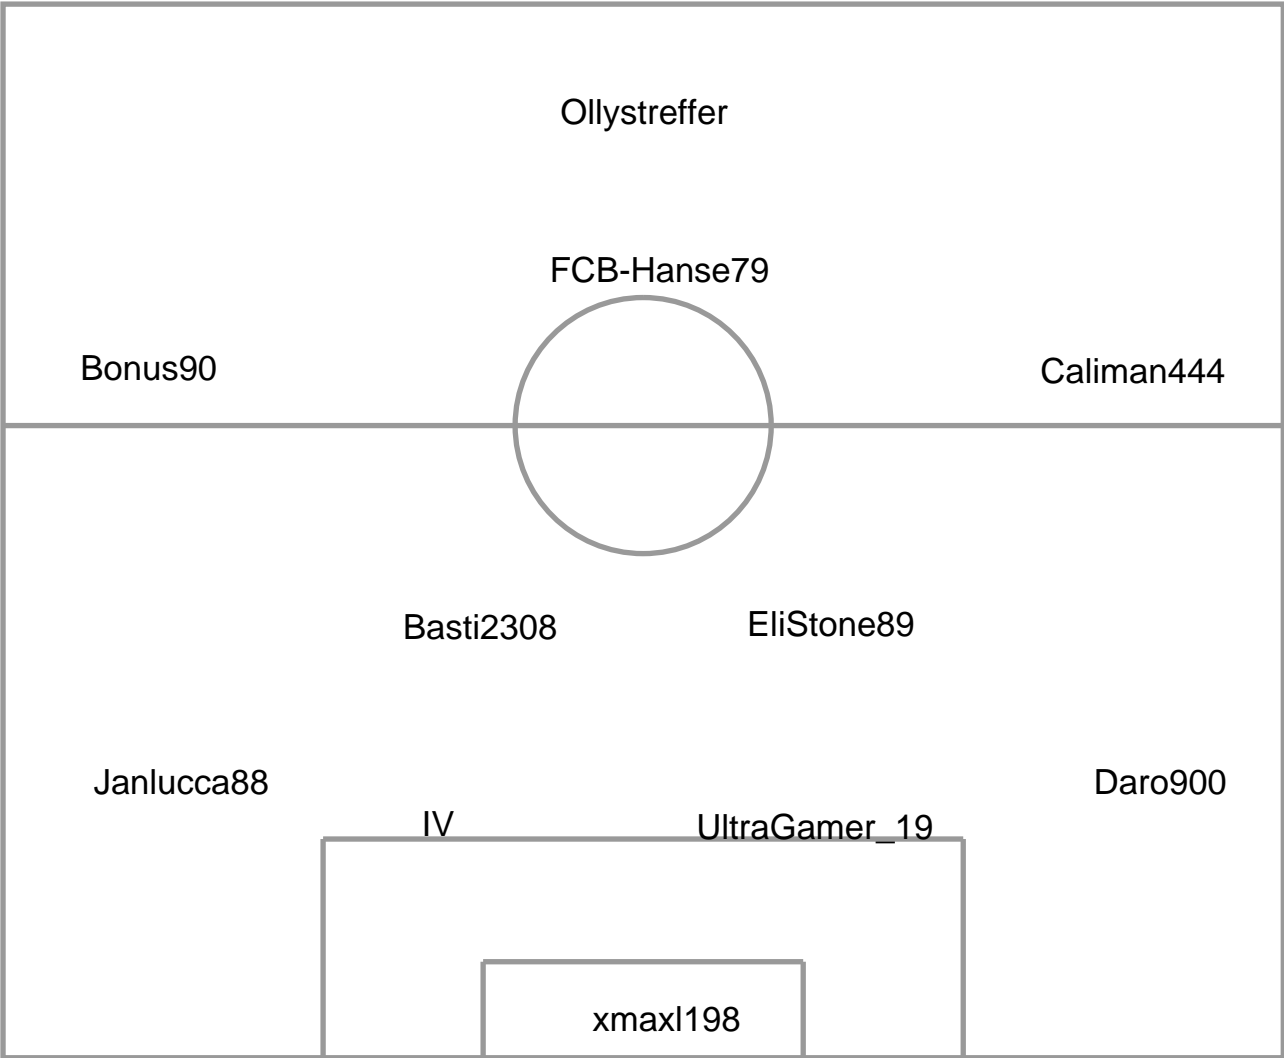 Ollystreffer
FCB-Hanse79
Bonus90
Caliman444
Basti2308
EliStone89
Janlucca88
Daro900
IV
UltraGamer_19
xmaxl198